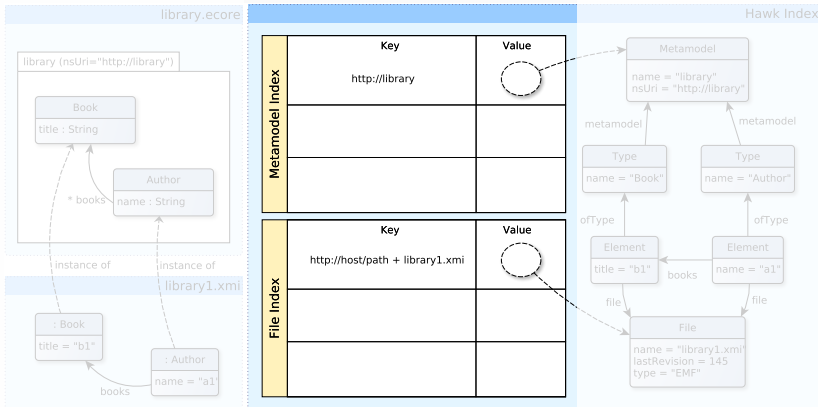 library.ecore
library (nsUri="http://library")
Book
title : String
Author
name : String
* books
instance of
instance of
library1.xmi
: Book
title = "b1"
: Author
name = "a1"
books
Metamodel Index
Key
Value
http://library
File Index
Key
Value
http://host/path + library1.xmi
Hawk Index
Metamodel
name = "library"
nsUri = "http://library"
metamodel
metamodel
Type
name = "Book"
Type
name = "Author"
ofType
ofType
Element
title = "b1"
Element
name = "a1"
books
file
file
File
name = "library1.xmi"
lastRevision = 145
type = "EMF"